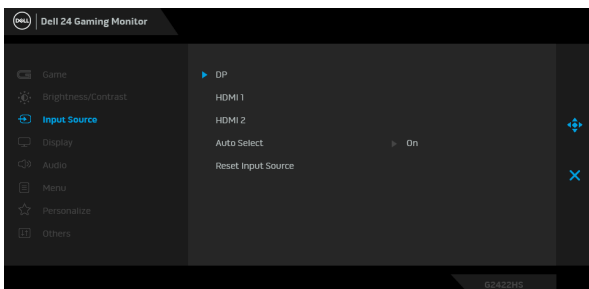 DELL Dell 24 Gaming Monitor
Game
Brightness/Contrast
Input Source
Display
Audio
Menu
Personalize
Others
DP
HDMI 1
HDMI 2
Auto Select On
Reset Input Source
G2422HS